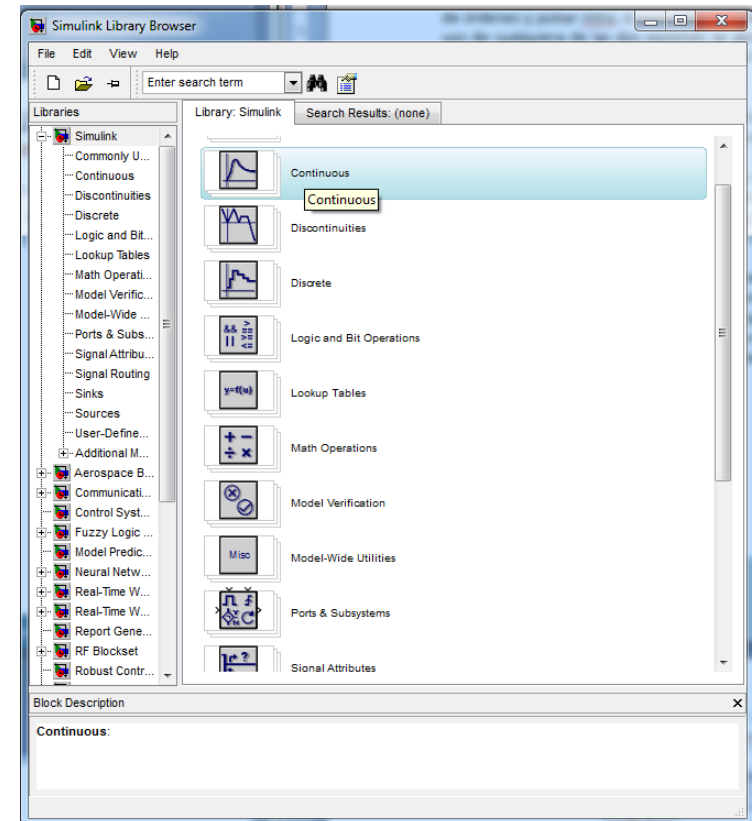 Simulink Library Browser
File Edit View Help
Enter search term
Libraries
Library: Simulink
Search Results: (none)
Simulink
Commonly U...
Continuous
Discontinuities
Discrete
Logic and Bit...
Lookup Tables
Math Operati...
Model Verific...
Model-Wide ...
Ports & Subs...
Signal Attribu...
Signal Routing
Sinks
Sources
User-Define...
Additional M...
Aerospace B...
Communicati...
Control Syst...
Fuzzy Logic ...
Model Predic...
Neural Netw...
Real-Time W...
Real-Time W...
Report Gene...
RF Blockset
Robust Contr...
Continuous
Continuous
Discontinuities
Discrete
&& >
|| >=
<=
Logic and Bit Operations
y=f(u)
Lookup Tables
+ −
÷ ×
Math Operations
Model Verification
Misc
Model-Wide Utilities
Ports & Subsystems
?
Signal Attributes
Block Description
Continuous: